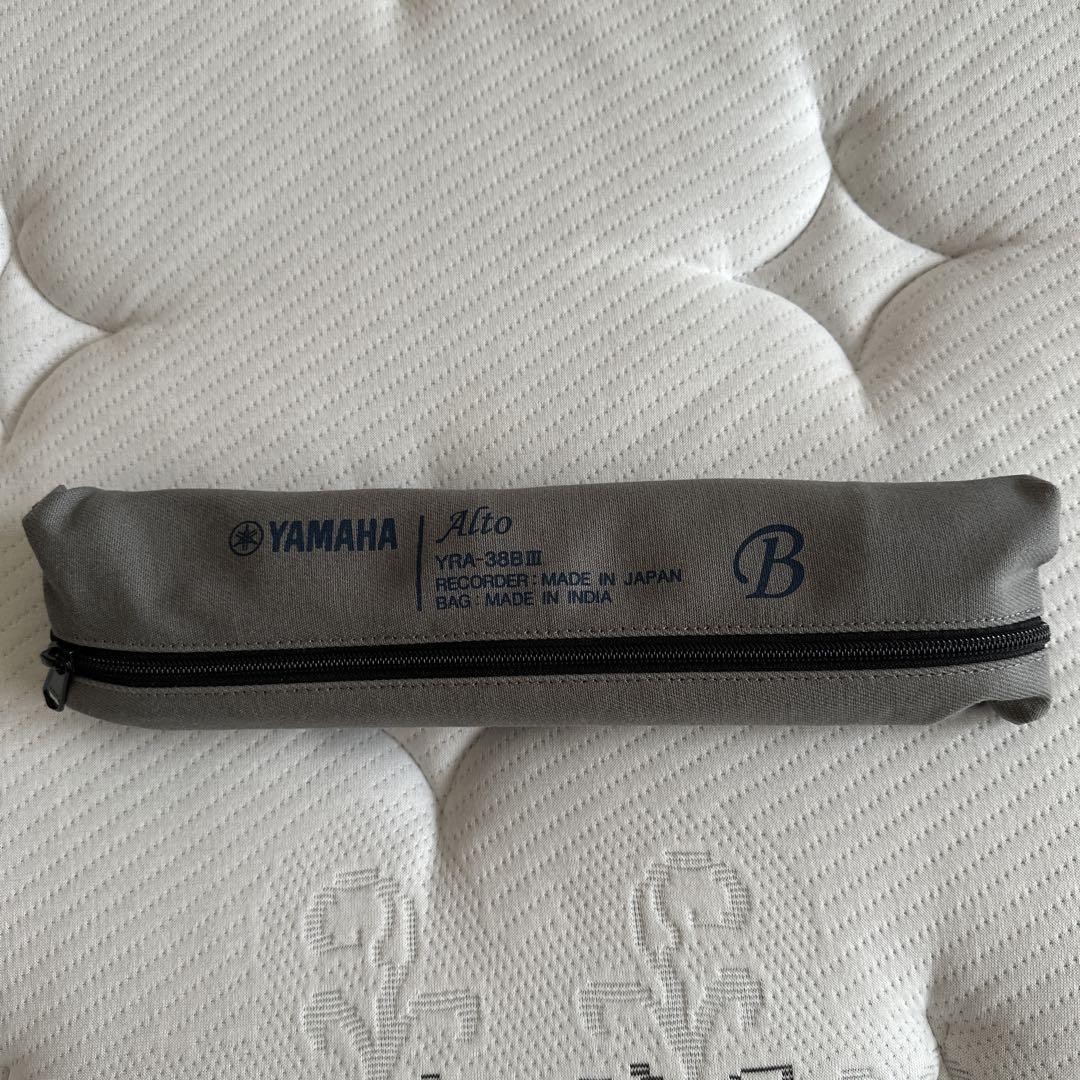 YAMAHA
Alto
YRA-38BⅢ
RECORDER: MADE IN JAPAN
BAG: MADE IN INDIA
B